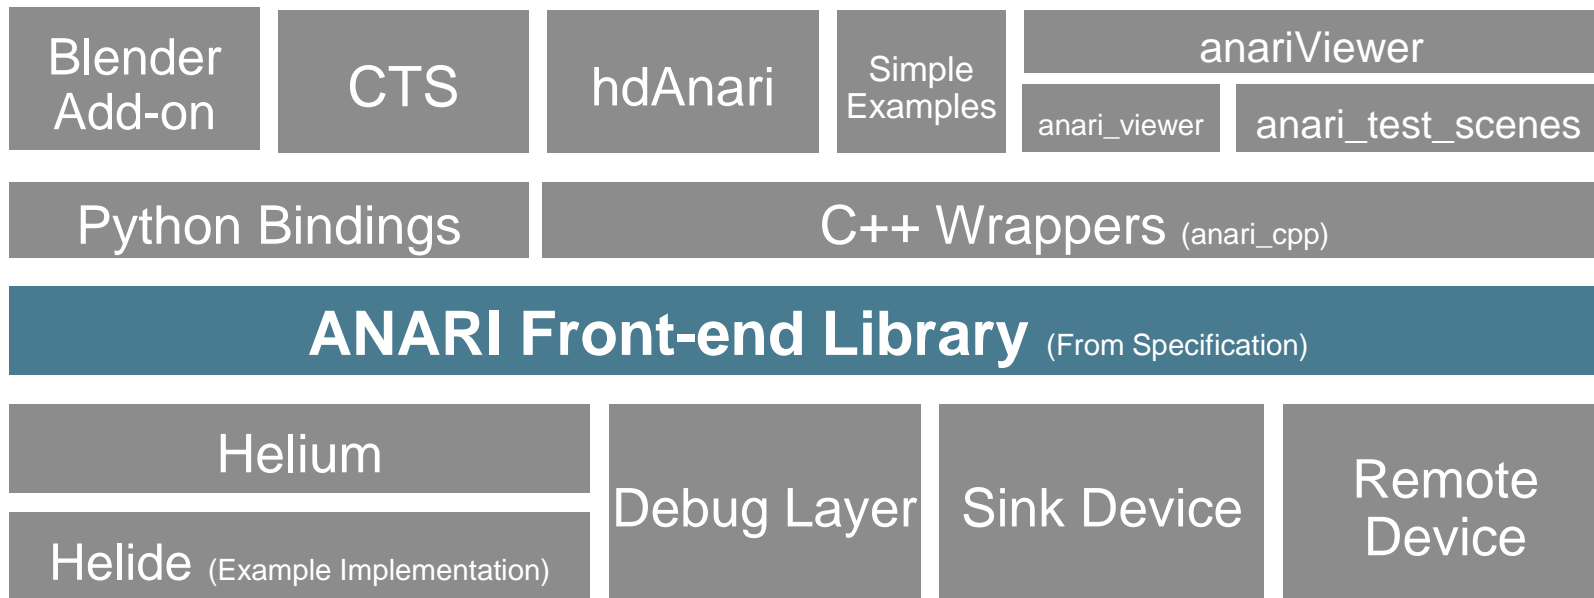 Blender
Add-on
CTS
hdAnari
Simple
Examples
anariViewer
anari_viewer
anari_test_scenes
Python Bindings
C++ Wrappers (anari_cpp)
ANARI Front-end Library (From Specification)
Helium
Helide (Example Implementation)
Debug Layer
Sink Device
Remote
Device